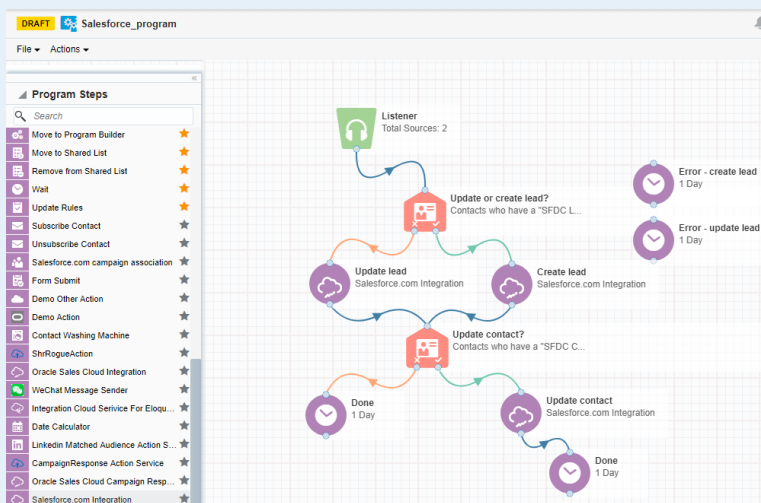 DRAFT Salesforce_program
File Actions
Program Steps
Search
Move to Program Builder
Move to Shared List
Remove from Shared List
Wait
Update Rules
Subscribe Contact
Unsubscribe Contact
Salesforce.com campaign association
Form Submit
Demo Other Action
Demo Action
Contact Washing Machine
ShrRogueAction
Oracle Sales Cloud Integration
WeChat Message Sender
Integration Cloud Serivice For Eloqu...
Date Calculator
Linkedin Matched Audience Action S...
CampaignResponse Action Service
Oracle Sales Cloud Campaign Resp...
Salesforce.com Integration
Listener
Total Sources: 2
Update or create lead?
Contacts who have a "SFDC L...
Error - create lead
1 Day
Error - update lead
1 Day
Update lead
Salesforce.com Integration
Create lead
Salesforce.com Integration
Update contact?
Contacts who have a "SFDC C...
Done
1 Day
Update contact
Salesforce.com Integration
Done
1 Day